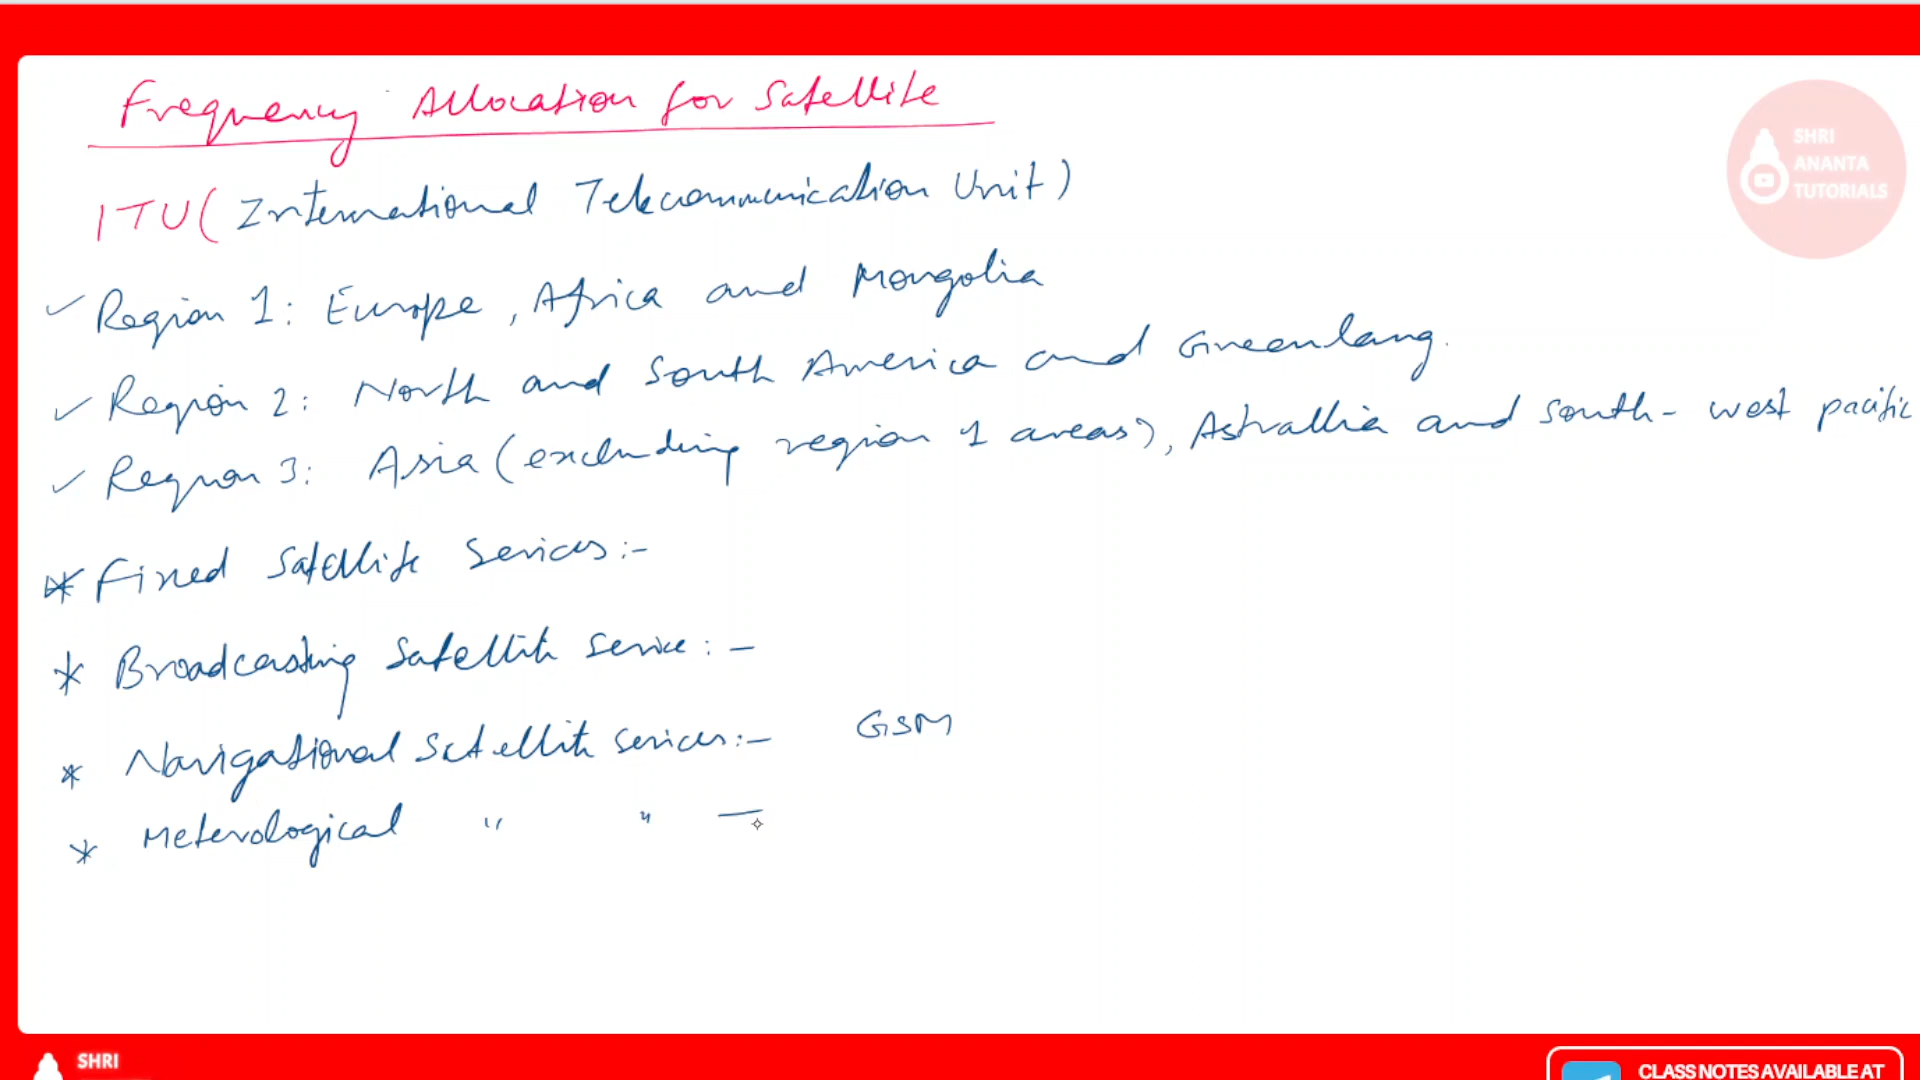 Frequency Allocation for Satellite
ITU( International Telecommunication Unit)
SHRI
ANANTA
TUTORIALS
✓ Region 1: Europe, Africa and Mongolia
✓ Region 2: North and South America and Greenlang.
✓ Region 3: Asia (excluding region 1 areas), Astrallia and south-west pacific
* Fixed Satellite Services:-
* Broadcasting Satellite Service:-
* Navigational Satellite Services:- GSM
* Meterological " " —
SHRI
CLASS NOTES AVAILABLE AT